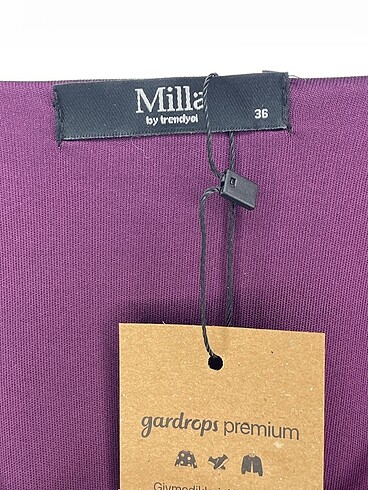 Milla
by trendyol
36
gardrops premium